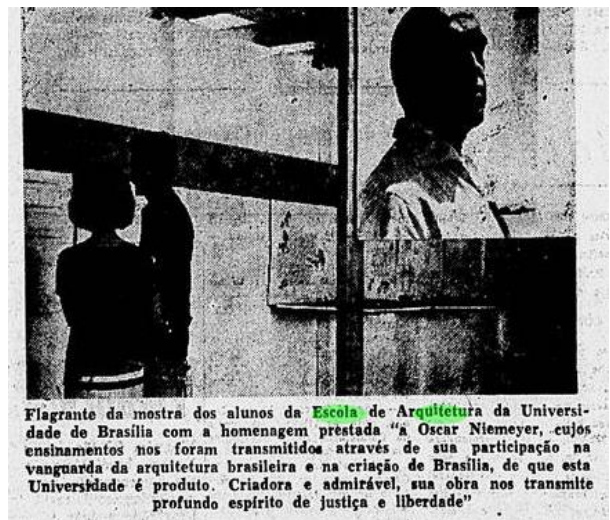 Flagrante da mostra dos alunos da Escola de Arquitetura da Universi-
dade de Brasília com a homenagem prestada "a Oscar Niemeyer, cujos
ensinamentos nos foram transmitidos através de sua participação na
vanguarda da arquitetura brasileira e na criação de Brasília, de que esta
Universidade é produto. Criadora e admirável, sua obra nos transmite
profundo espírito de justiça e liberdade"